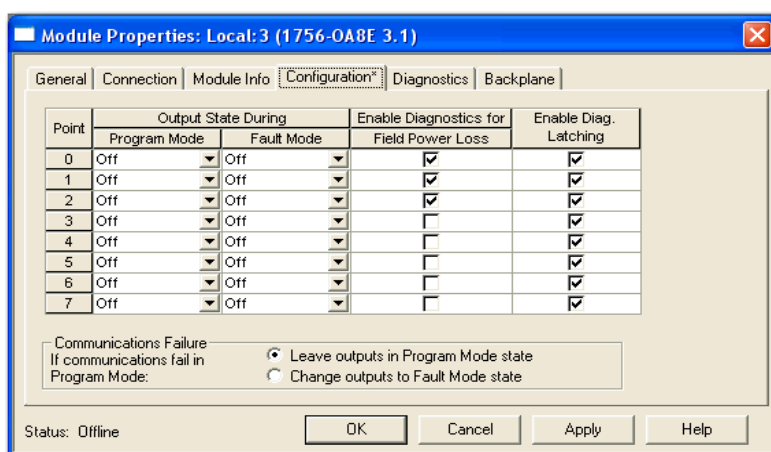 Module Properties: Local:3 (1756-OA8E 3.1)
General Connection Module Info Configuration* Diagnostics Backplane
Point Output State During Enable Diagnostics for Enable Diag. Latching
Program Mode Fault Mode Field Power Loss
0 Off Off
1 Off Off
2 Off Off
3 Off Off
4 Off Off
5 Off Off
6 Off Off
7 Off Off
Communications Failure
If communications fail in Program Mode:
Leave outputs in Program Mode state
Change outputs to Fault Mode state
Status: Offline
OK Cancel Apply Help